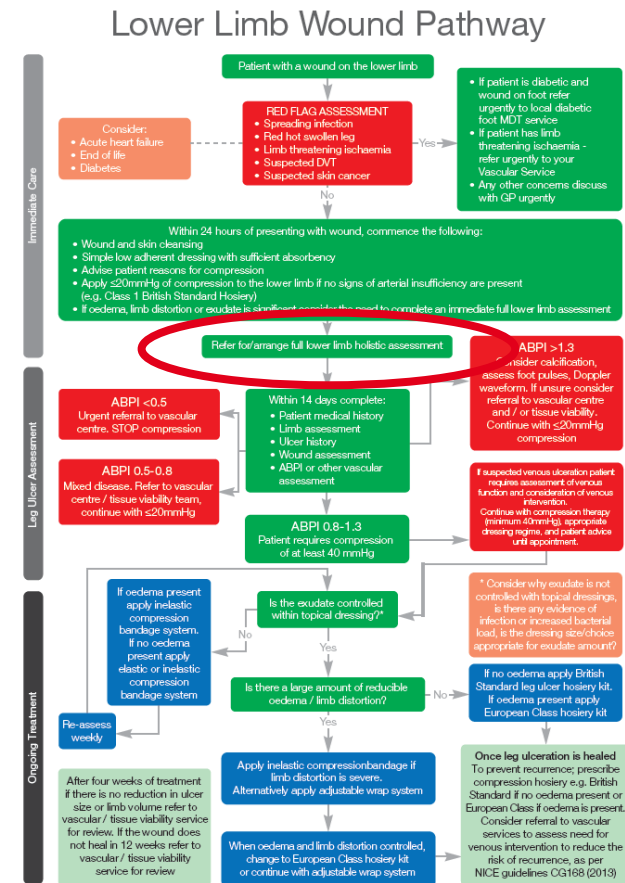 Lower Limb Wound Pathway
Immediate Care
Patient with a wound on the lower limb
Consider:
• Acute heart failure
• End of life
• Diabetes
RED FLAG ASSESSMENT
• Spreading infection
• Red hot swollen leg
• Limb threatening ischaemia
• Suspected DVT
• Suspected skin cancer
Yes
• If patient is diabetic and
wound on foot refer
urgently to local diabetic
foot MDT service
• If patient has limb
threatening ischaemia -
refer urgently to your
Vascular Service
• Any other concerns discuss
with GP urgently
No
Within 24 hours of presenting with wound, commence the following:
• Wound and skin cleansing
• Simple low adherent dressing with sufficient absorbency
• Advise patient reasons for compression
• Apply ≤20mmHg of compression to the lower limb if no signs of arterial insufficiency are present
(e.g. Class 1 British Standard Hosiery)
• If oedema, limb distortion or exudate is significant consider the need to complete an immediate full lower limb assessment
Refer for/arrange full lower limb holistic assessment
Leg Ulcer Assessment
ABPI <0.5
Urgent referral to vascular
centre. STOP compression
ABPI 0.5-0.8
Mixed disease. Refer to vascular
centre / tissue viability team,
continue with ≤20mmHg
Within 14 days complete:
• Patient medical history
• Limb assessment
• Ulcer history
• Wound assessment
• ABPI or other vascular
assessment
ABPI >1.3
Consider calcification,
assess foot pulses, Doppler
waveform. If unsure consider
referral to vascular centre
and / or tissue viability.
Continue with ≤20mmHg
compression
ABPI 0.8-1.3
Patient requires compression
of at least 40 mmHg
If suspected venous ulceration patient
requires assessment of venous
function and consideration of venous
intervention.
Continue with compression therapy
(minimum 40mmHg), appropriate
dressing regime, and patient advice
until appointment.
Ongoing Treatment
If oedema present
apply inelastic
compression
bandage system.
If no oedema
present apply
elastic or inelastic
compression
bandage system
Re-assess
weekly
Is the exudate controlled
within topical dressing?*
No
Yes
* Consider why exudate is not
controlled with topical dressings,
is there any evidence of
infection or increased bacterial
load, is the dressing size/choice
appropriate for exudate amount?
Is there a large amount of reducible
oedema / limb distortion?
No
If no oedema apply British
Standard leg ulcer hosiery kit.
If oedema present apply
European Class hosiery kit
Yes
Apply inelastic compressionbandage if
limb distortion is severe.
Alternatively apply adjustable wrap system
When oedema and limb distortion controlled,
change to European Class hosiery kit
or continue with adjustable wrap system
After four weeks of treatment
if there is no reduction in ulcer
size or limb volume refer to
vascular / tissue viability service
for review. If the wound does
not heal in 12 weeks refer to
vascular / tissue viability
service for review
Once leg ulceration is healed
To prevent recurrence; prescribe
compression hosiery e.g. British
Standard if no oedema present or
European Class if oedema is present.
Consider referral to vascular
services to assess need for
venous intervention to reduce the
risk of recurrence, as per
NICE guidelines CG168 (2013)